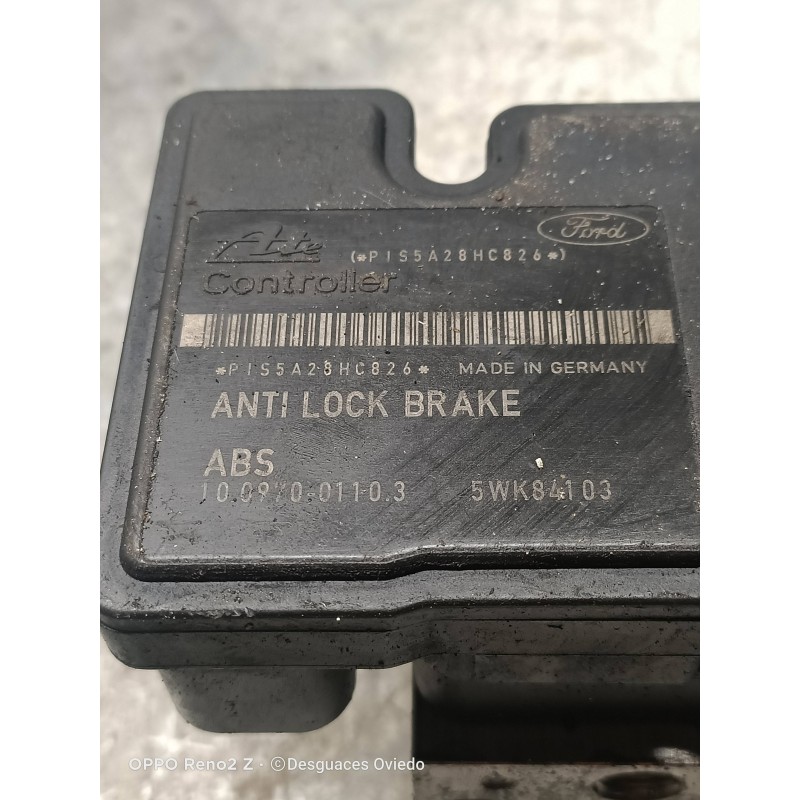 Ate
Ford
(*P1S5A28HC826*)
Controller
*P1S5A28HC826* MADE IN GERMANY
ANTI LOCK BRAKE
ABS
10.0970-0110.3 5WK84103
OPPO Reno2 Z · ©Desguaces Oviedo